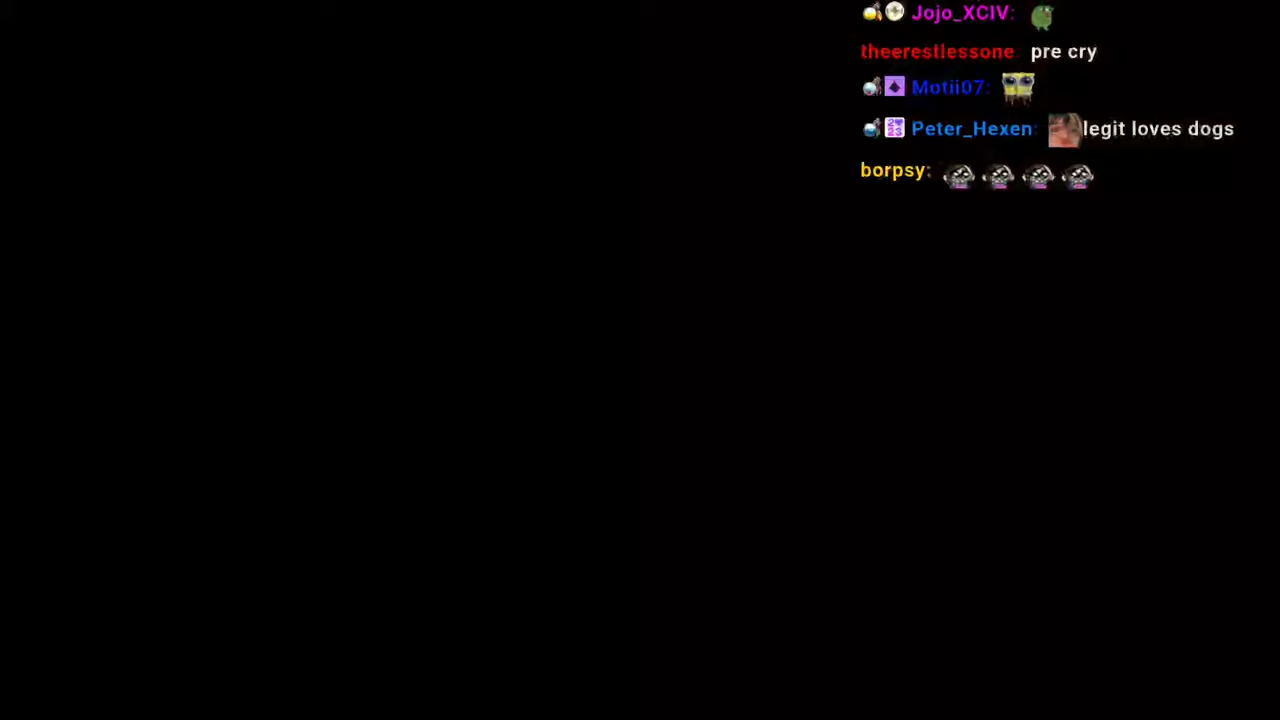 Jojo_XCIV:
theerestlessone: pre cry
Motii07:
Peter_Hexen: legit loves dogs
borpsy: